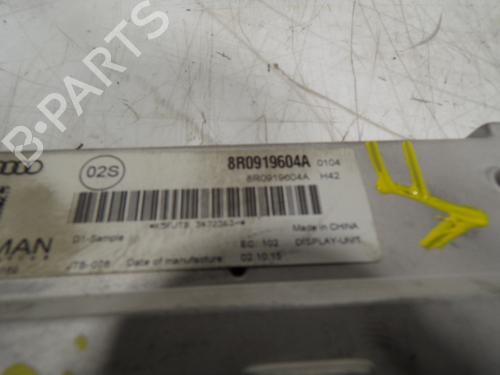 02S
8R0919604A 0104
8R0919604A H42
Made in CHINA
D1-Sample
EC: 102 DISPLAY-UNIT
MAN
Date of manufacture 02.10.15
B-Parts